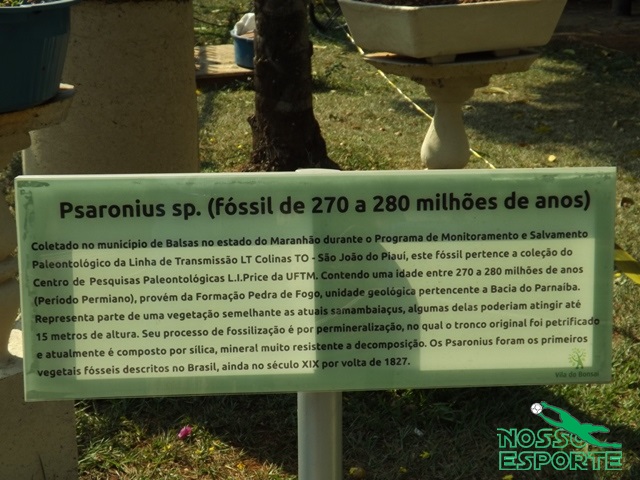 Psaronius sp. (fóssil de 270 a 280 milhões de anos)
Coletado no município de Balsas no estado do Maranhão durante o Programa de Monitoramento e Salvamento
Paleontológico da Linha de Transmissão LT Colinas TO - São João do Piauí, este fóssil pertence a coleção do
Centro de Pesquisas Paleontológicas L.I.Price da UFTM. Contendo uma idade entre 270 a 280 milhões de anos
(Período Permiano), provém da Formação Pedra de Fogo, unidade geológica pertencente a Bacia do Parnaíba.
Representa parte de uma vegetação semelhante as atuais samambaiaçus, algumas delas poderiam atingir até
15 metros de altura. Seu processo de fossilização é por permineralização, no qual o tronco original foi petrificado
e atualmente é composto por sílica, mineral muito resistente a decomposição. Os Psaronius foram os primeiros
vegetais fósseis descritos no Brasil, ainda no século XIX por volta de 1827.
Vila do Bonsai
NOSSO
ESPORTE